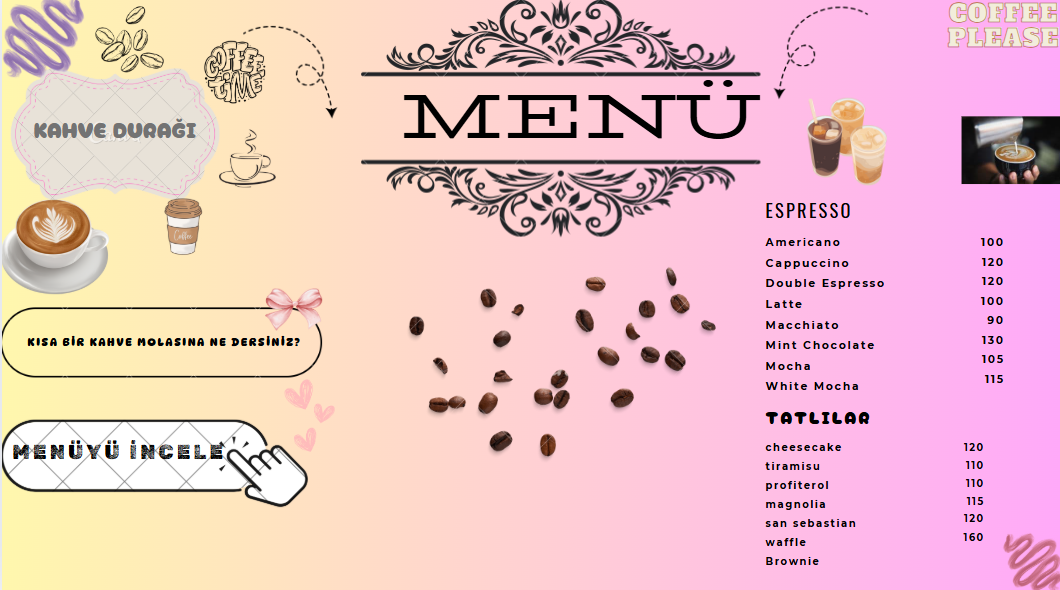 COFFEE
PLEASE
COFFEE
TiME
MENÜ
KAHVE DURAĞI
Coffee
KISA BİR KAHVE MOLASINA NE DERSİNİZ?
MENÜYÜ İNCELE
ESPRESSO
Americano 100
Cappuccino 120
Double Espresso 120
Latte 100
Macchiato 90
Mint Chocolate 130
Mocha 105
White Mocha 115
TATLILAR
cheesecake 120
tiramisu 110
profiterol 110
magnolia 115
san sebastian 120
waffle 160
Brownie